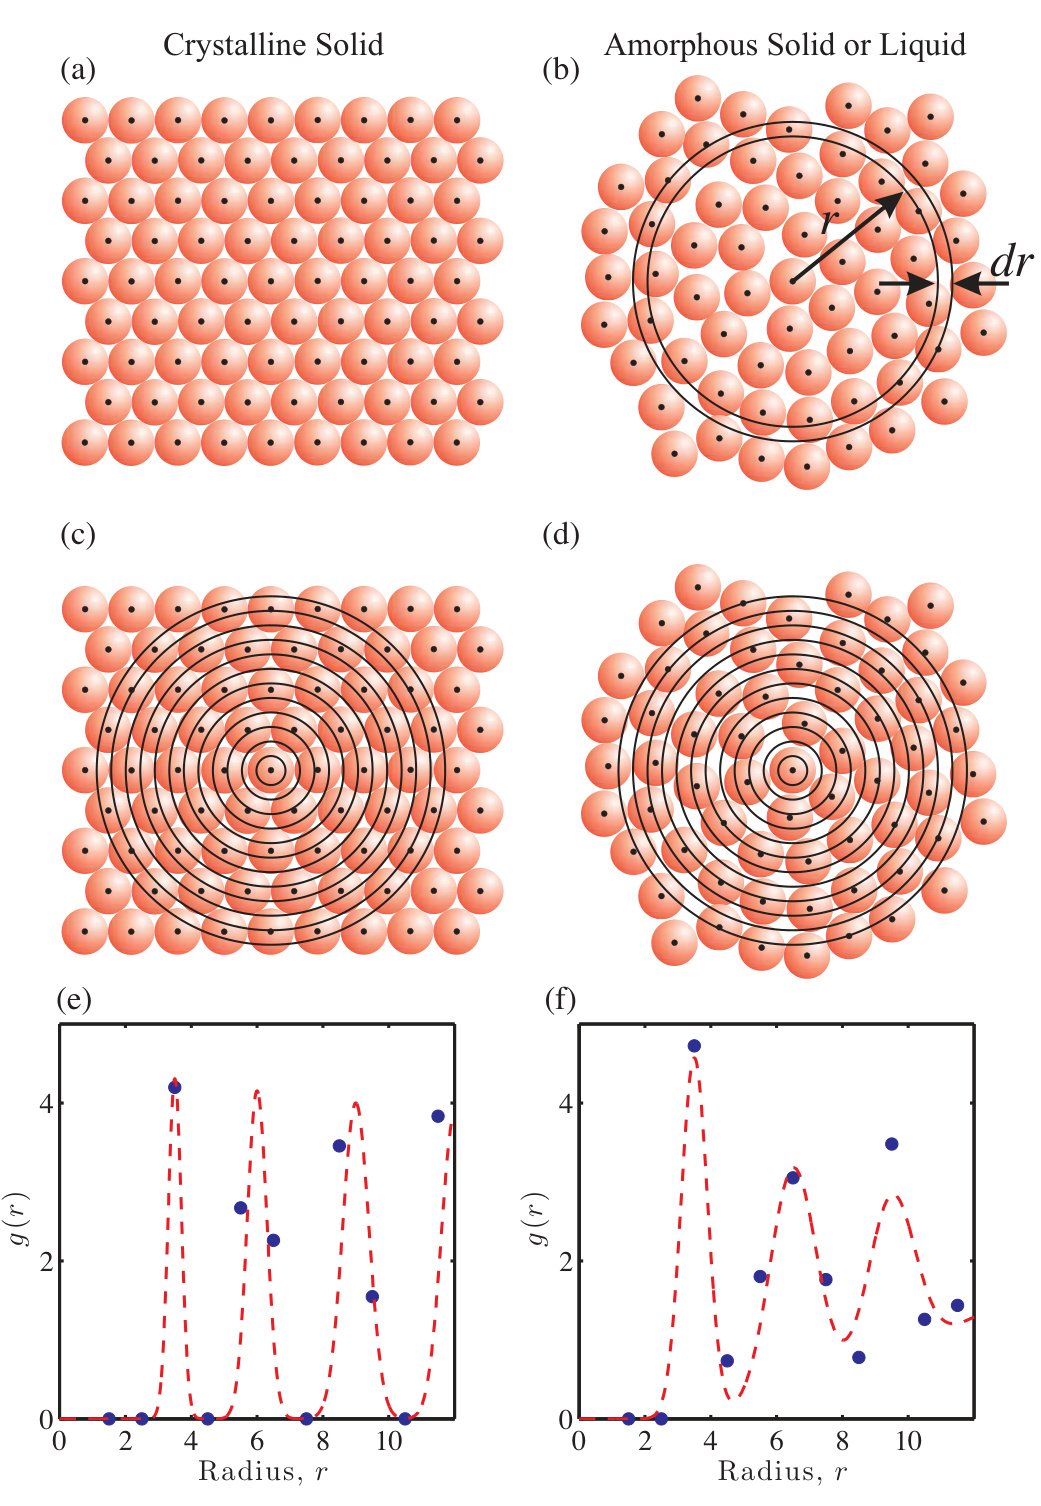 Crystalline Solid
Amorphous Solid or Liquid
(a)
(b)
r
dr
(c)
(d)
(e)
(f)
4
2
0
0 2 4 6 8 10
g(r)
Radius, r
4
2
0
0 2 4 6 8 10
g(r)
Radius, r